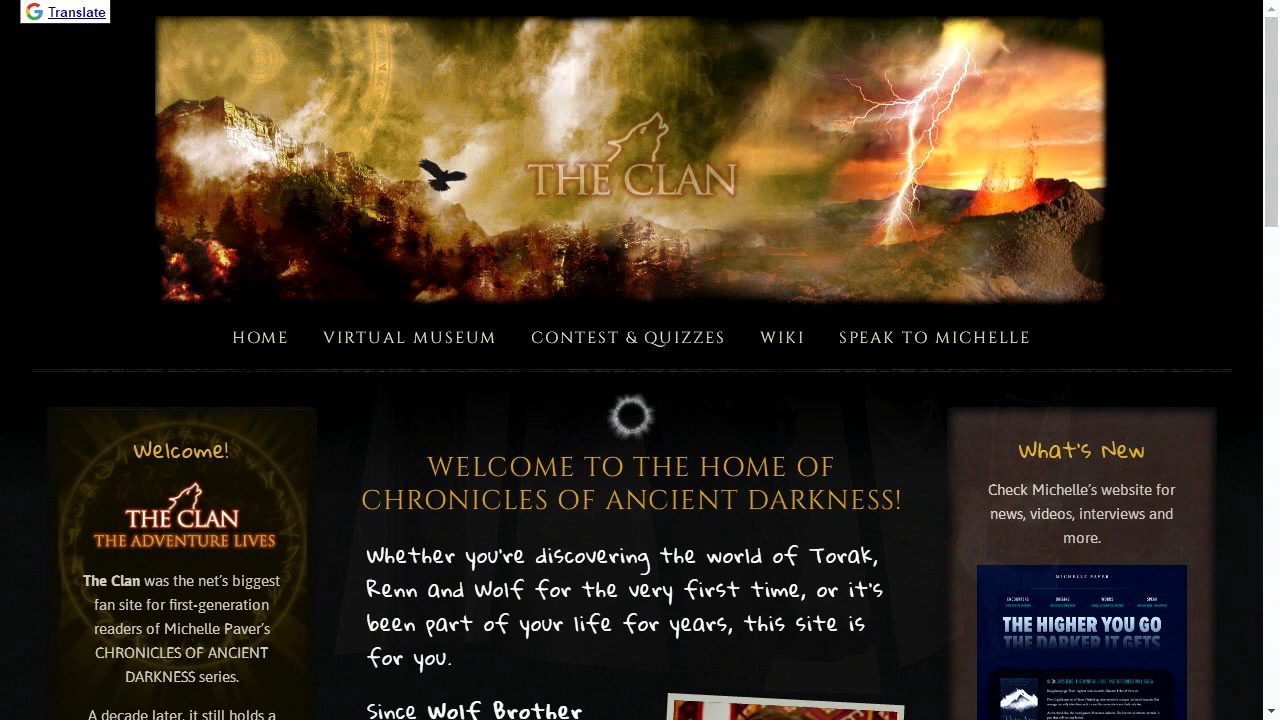 Translate
THE CLAN
HOME
VIRTUAL MUSEUM
CONTEST & QUIZZES
WIKI
SPEAK TO MICHELLE
Welcome!
THE CLAN
THE ADVENTURE LIVES
The Clan was the net's biggest
fan site for first-generation
readers of Michelle Paver's
CHRONICLES OF ANCIENT
DARKNESS series.
A decade later, it still holds a
WELCOME TO THE HOME OF
CHRONICLES OF ANCIENT DARKNESS!
Whether you're discovering the world of Torak,
Renn and Wolf for the very first time, or it's
been part of your life for years, this site is
for you.
Since Wolf Brother
What's New
Check Michelle's website for
news, videos, interviews and
more.
MICHELLE PAVER
ENCOUNTERS
ORIGINS
WORDS
SPEAK
THE HIGHER YOU GO
THE DARKER IT GETS